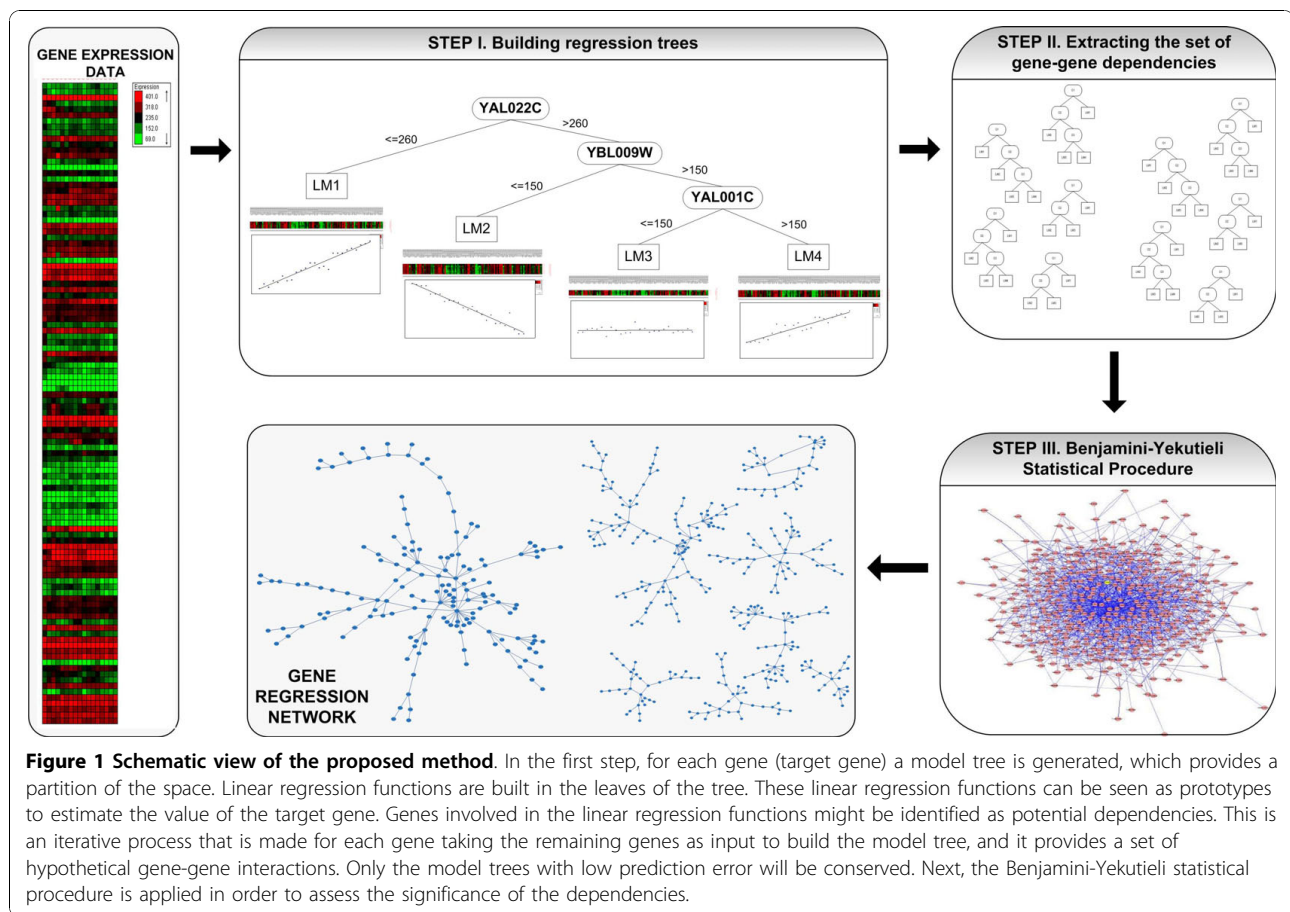 GENE EXPRESSION
DATA
Expression
401.0
318.0
235.0
152.0
69.0
STEP I. Building regression trees
YAL022C
<=260
>260
YBL009W
LM1
<=150
>150
YAL001C
LM2
<=150
>150
LM3
LM4
STEP II. Extracting the set of
gene-gene dependencies
STEP III. Benjamini-Yekutieli
Statistical Procedure
GENE
REGRESSION
NETWORK
Figure 1 Schematic view of the proposed method. In the first step, for each gene (target gene) a model tree is generated, which provides a
partition of the space. Linear regression functions are built in the leaves of the tree. These linear regression functions can be seen as prototypes
to estimate the value of the target gene. Genes involved in the linear regression functions might be identified as potential dependencies. This is
an iterative process that is made for each gene taking the remaining genes as input to build the model tree, and it provides a set of
hypothetical gene-gene interactions. Only the model trees with low prediction error will be conserved. Next, the Benjamini-Yekutieli statistical
procedure is applied in order to assess the significance of the dependencies.